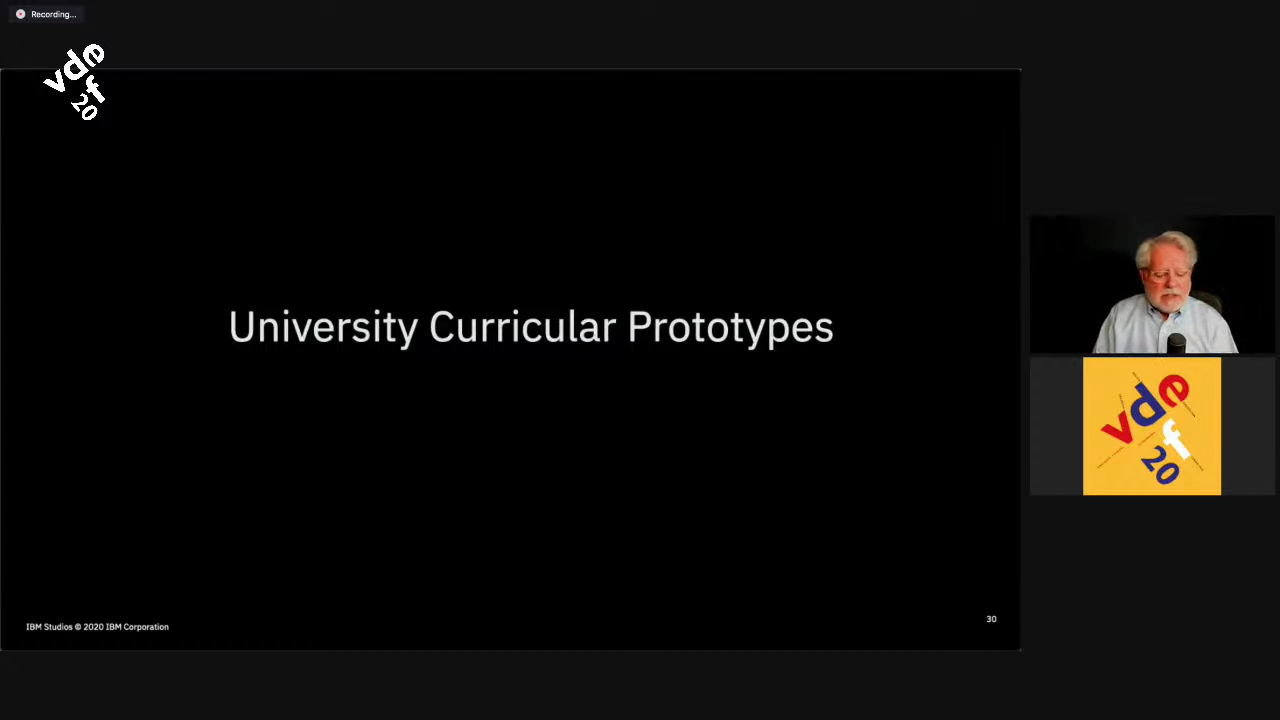 Recording...
vdef
20
University Curricular Prototypes
vdef
20
30
IBM Studios © 2020 IBM Corporation